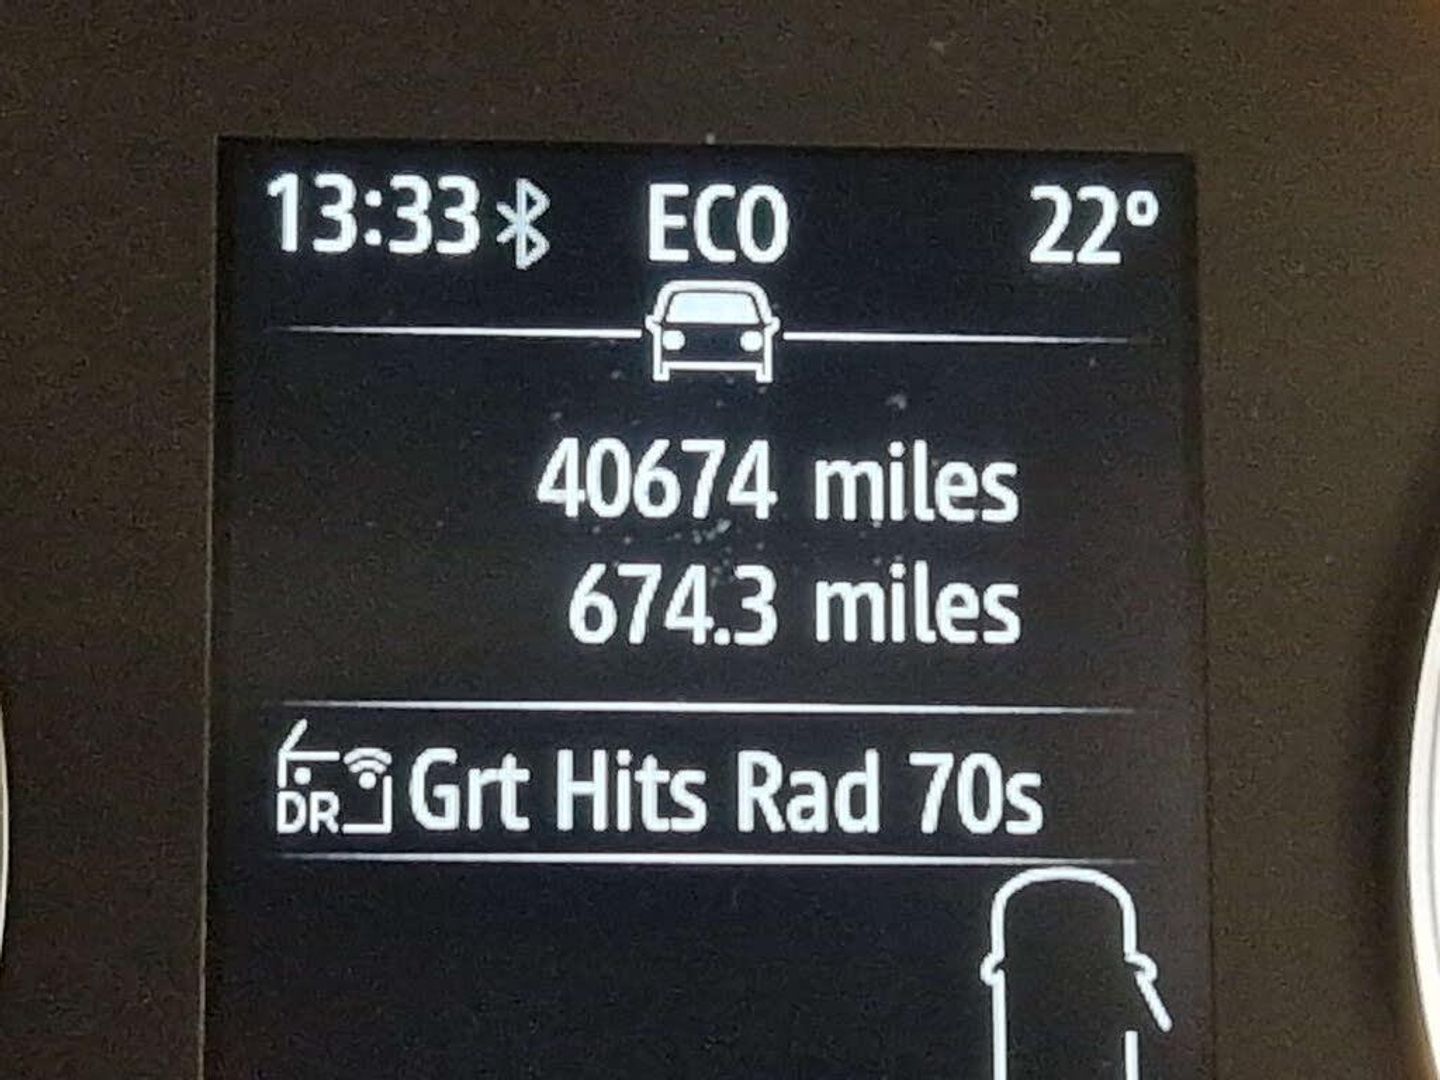 13:33 ECO 22°
40674 miles
674.3 miles
DR Grt Hits Rad 70s